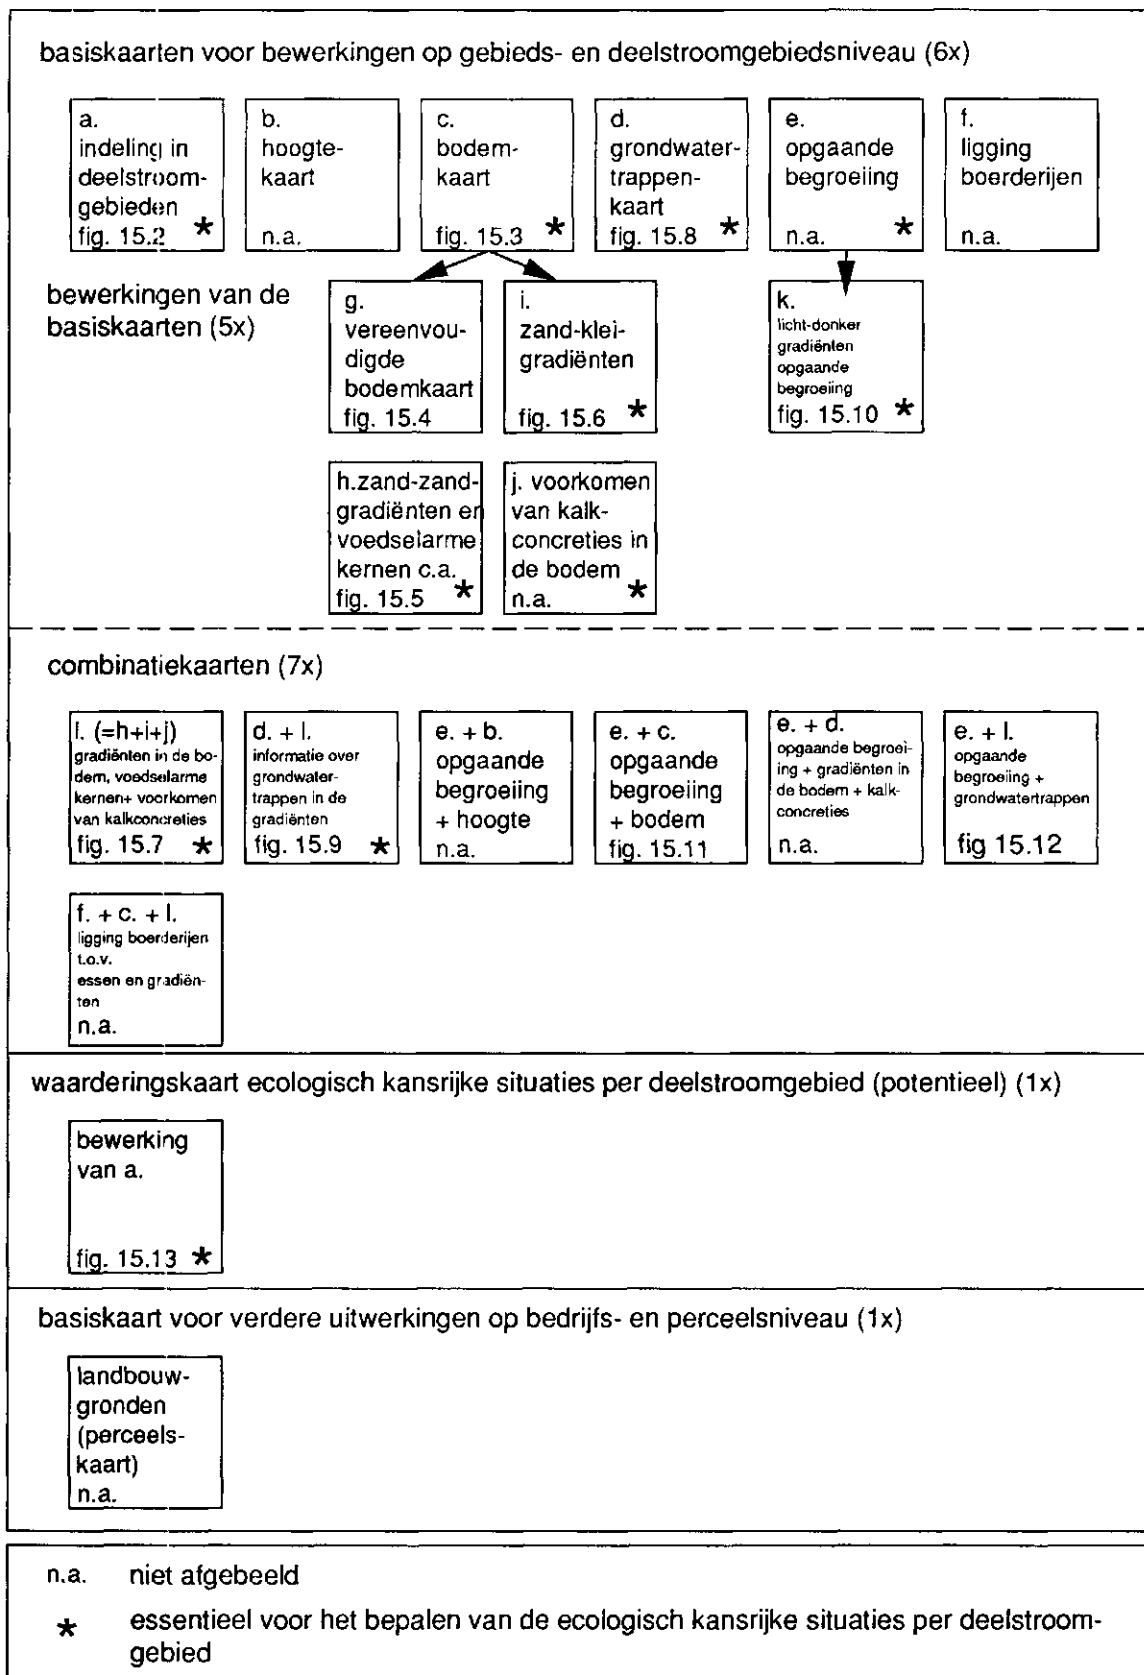 basiskaarten voor bewerkingen op gebieds- en deelstroomgebiedsniveau (6x)
a.
indeling in
deelstroom-
gebieden
fig. 15.2 *
b.
hoogte-
kaart
n.a.
c.
bodem-
kaart
fig. 15.3 *
d.
grondwater-
trappen-
kaart
fig. 15.8 *
e.
opgaande
begroeiing
n.a. *
f.
ligging
boerderijen
n.a.
bewerkingen van de
basiskaarten (5x)
g.
vereenvou-
digde
bodemkaart
fig. 15.4
i.
zand-klei-
gradiënten
fig. 15.6 *
k.
licht-donker
gradiënten
opgaande
begroeiing
fig. 15.10 *
h.zand-zand-
gradiënten en
voedselarme
kernen c.a.
fig. 15.5 *
j. voorkomen
van kalk-
concreties in
de bodem
n.a. *
combinatiekaarten (7x)
l. (=h+i+j)
gradiënten in de bo-
dem, voedselarme
kernen+ voorkomen
van kalkconcreties
fig. 15.7 *
d. + l.
informatie over
grondwater-
trappen in de
gradiënten
fig. 15.9 *
e. + b.
opgaande
begroeiing
+ hoogte
n.a.
e. + c.
opgaande
begroeiing
+ bodem
fig. 15.11
e. + d.
opgaande begroei-
ing + gradiënten in
de bodem + kalk-
concreties
n.a.
e. + l.
opgaande
begroeiing +
grondwatertrappen
fig 15.12
f. + c. + l.
ligging boerderijen
t.o.v.
essen en gradiën-
ten
n.a.
waarderingskaart ecologisch kansrijke situaties per deelstroomgebied (potentieel) (1x)
bewerking
van a.
fig. 15.13 *
basiskaart voor verdere uitwerkingen op bedrijfs- en perceelsniveau (1x)
landbouw-
gronden
(perceels-
kaart)
n.a.
n.a. niet afgebeeld
* essentieel voor het bepalen van de ecologisch kansrijke situaties per deelstroom-
gebied